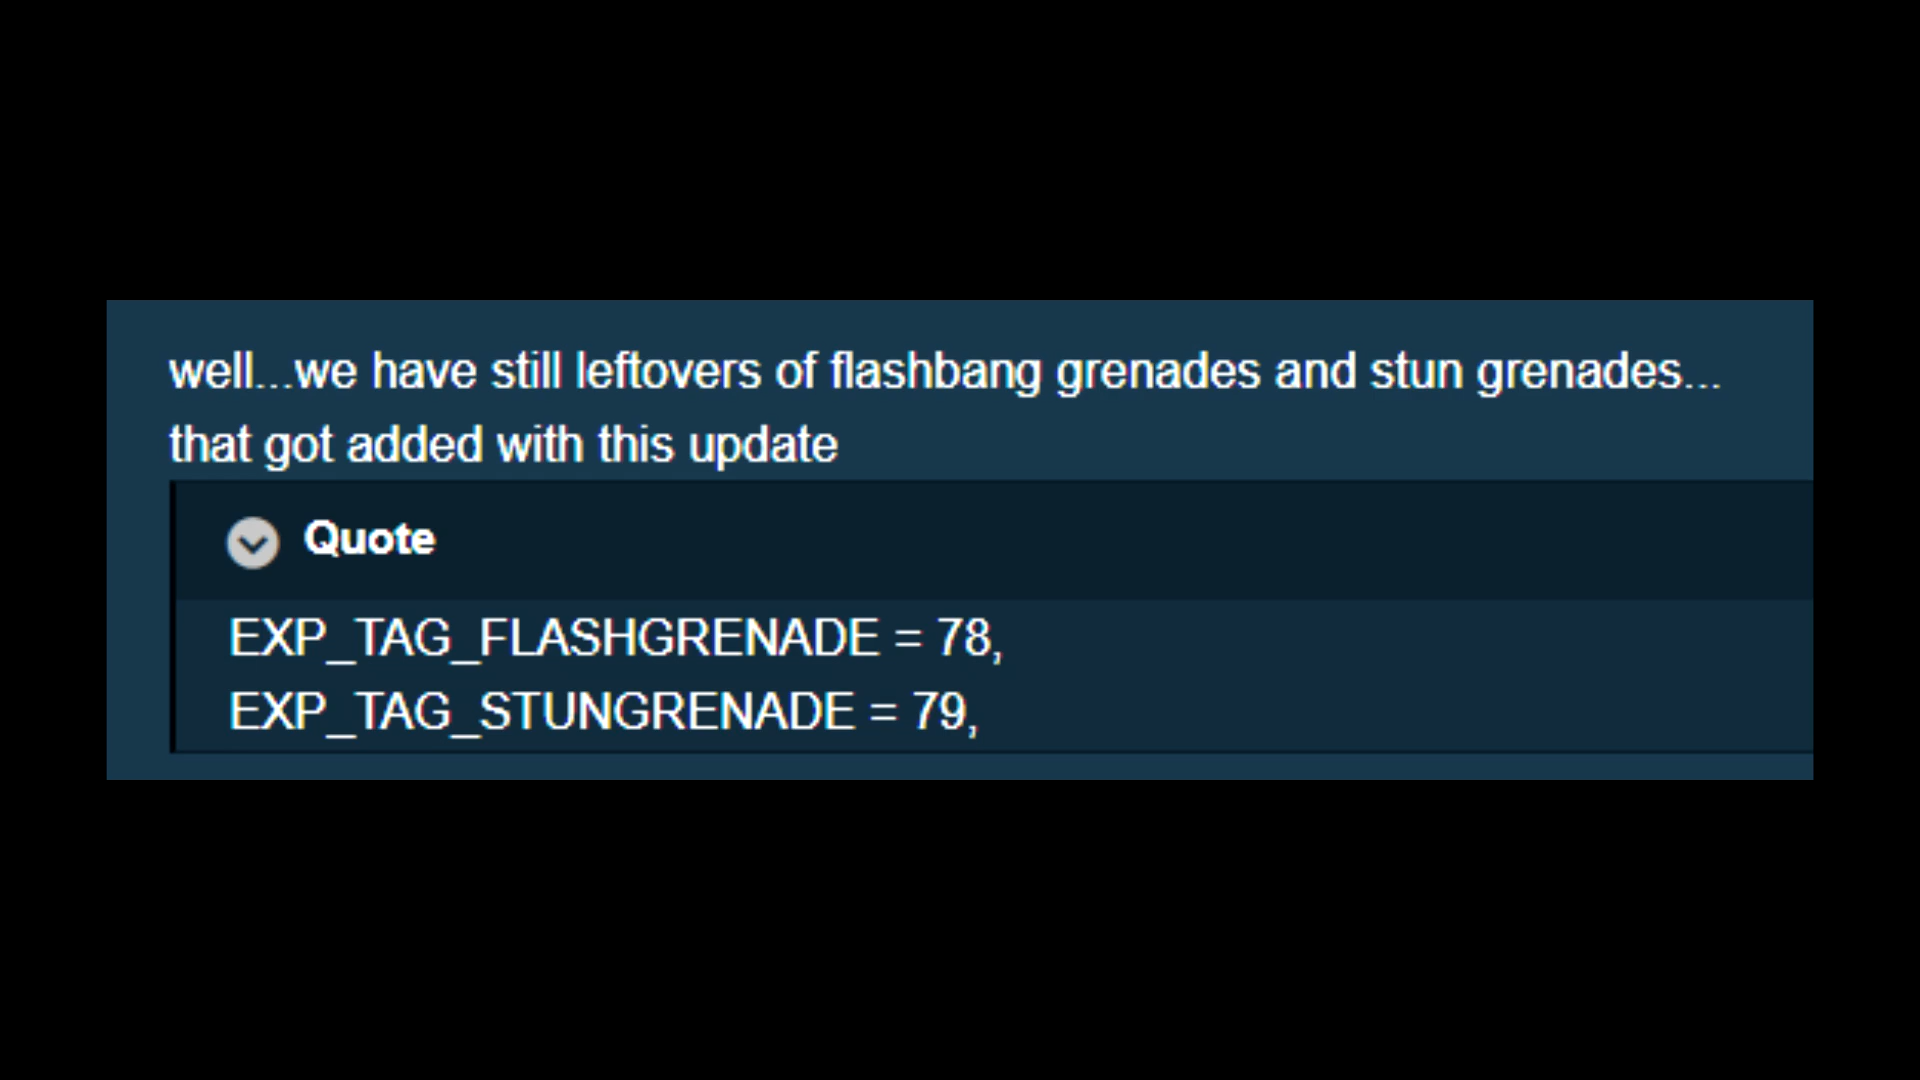 well...we have still leftovers of flashbang grenades and stun grenades...
that got added with this update
Quote
EXP_TAG_FLASHGRENADE = 78,
EXP_TAG_STUNGRENADE = 79,